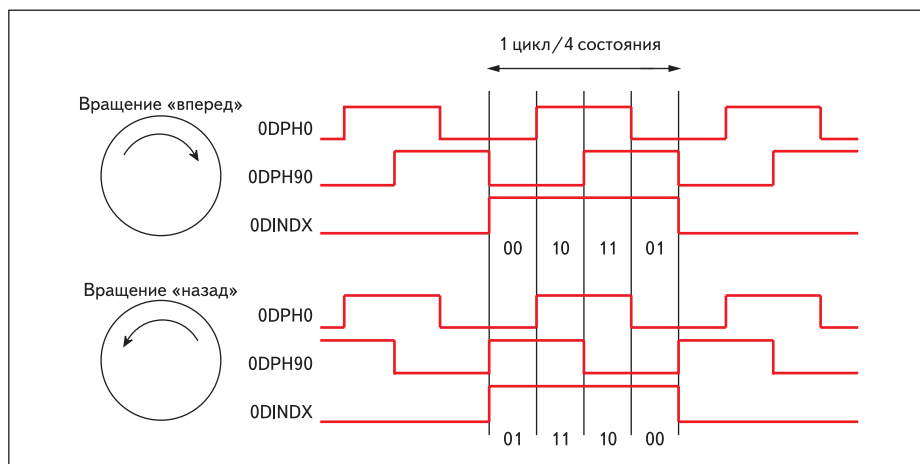 1 цикл/4 состояния
Вращение «вперед»
0DPH0
0DPH90
0DINDX
00 10 11 01
Вращение «назад»
0DPH0
0DPH90
0DINDX
01 11 10 00